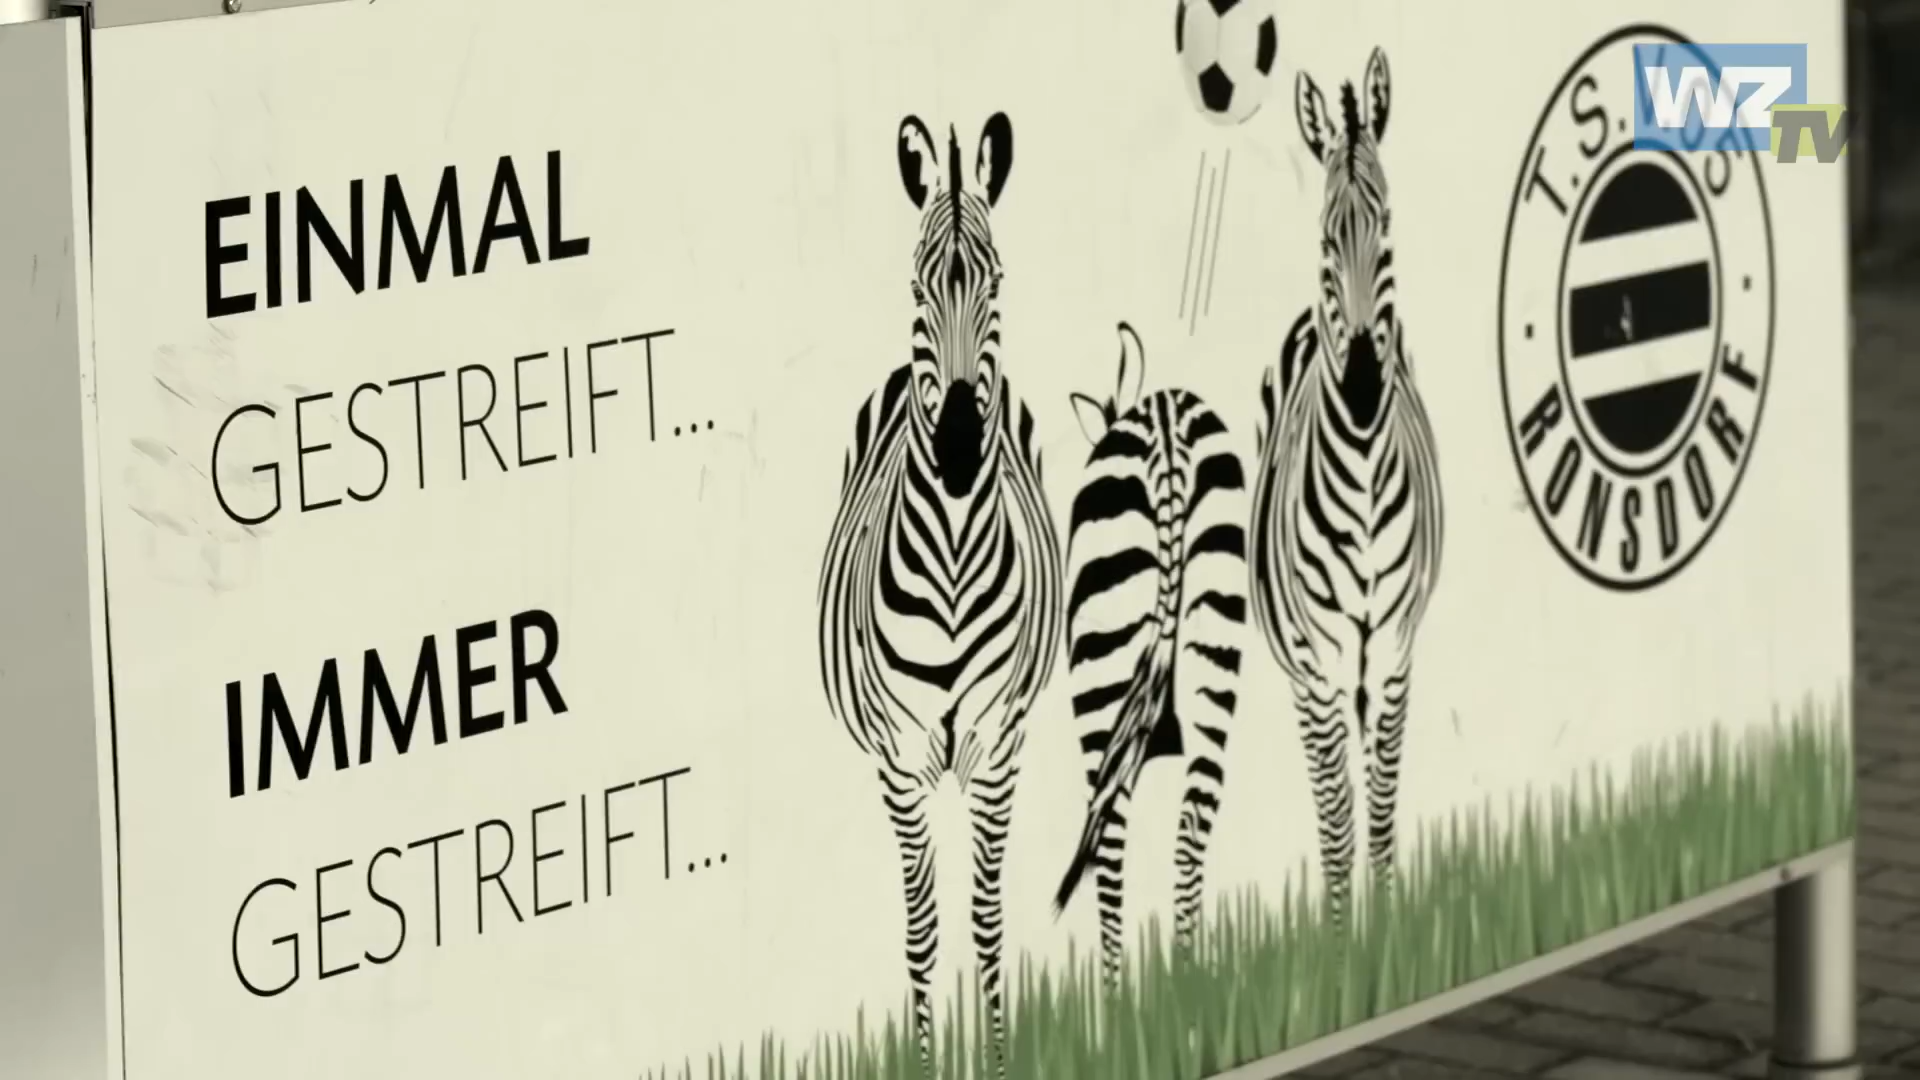 EINMAL
GESTREIFT...
IMMER
GESTREIFT...
WZ
TV
RONSDORF